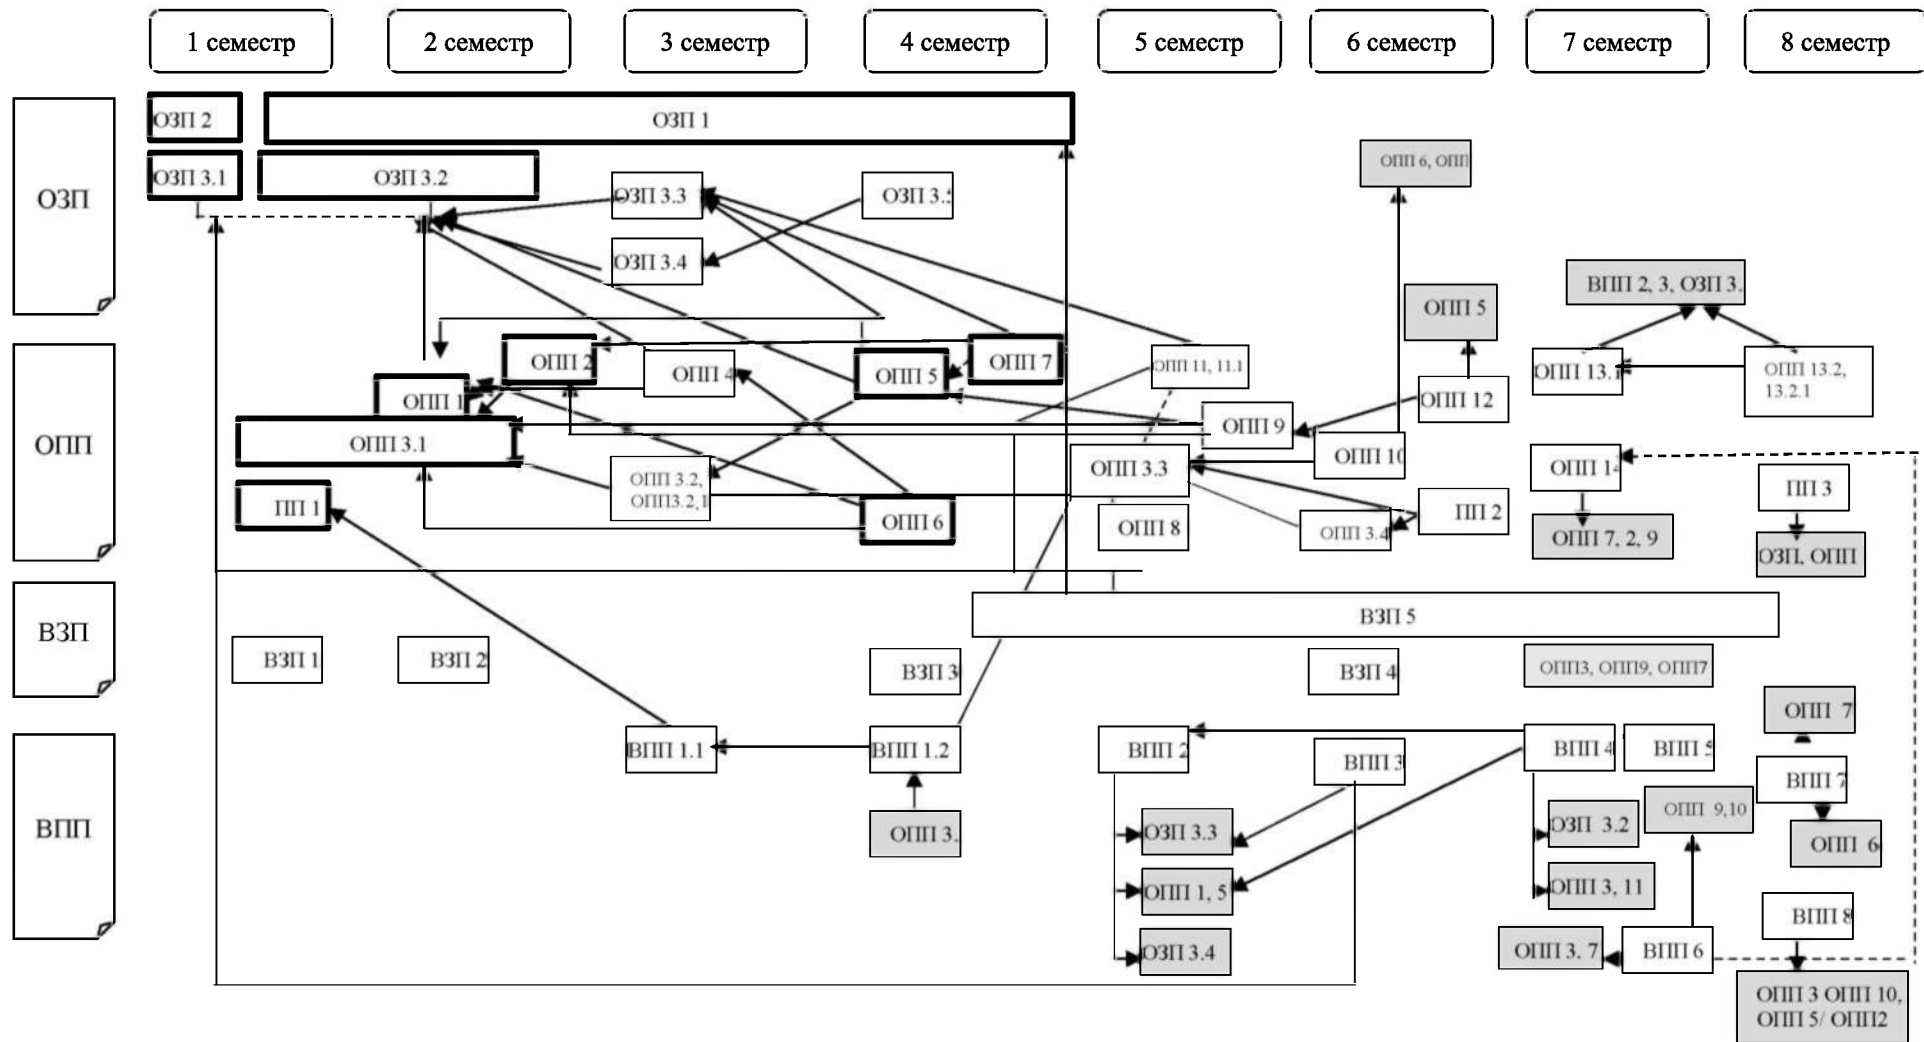 1 семестр
2 семестр
3 семестр
4 семестр
5 семестр
6 семестр
7 семестр
8 семестр
ОЗП
ОЗП 2
ОЗП 1
ОЗП 3.1
ОЗП 3.2
ОЗП 3.3
ОЗП 3.5
ОПП 6, ОПП
ОЗП 3.4
ОПП 5
ВПП 2, 3, ОЗП 3.
ОПП
ОПП 2
ОПП 4
ОПП 5
ОПП 7
ОПП 11, 11.1
ОПП 12
ОПП 13.1
ОПП 13.2,
13.2.1
ОПП 1
ОПП 9
ОПП 3.1
ОПП 3.2,
ОПП3.2,1
ОПП 3.3
ОПП 10
ОПП 14
ПП 3
ПП 1
ОПП 6
ОПП 8
ОПП 3.4
ПП 2
ОПП 7, 2, 9
ОЗП, ОПП
ВЗП
ВЗП 5
ВЗП 1
ВЗП 2
ВЗП 3
ВЗП 4
ОПП3, ОПП9, ОПП7
ВПП
ОПП 7
ВПП 1.1
ВПП 1.2
ВПП 2
ВПП 3
ВПП 4
ВПП 5
ВПП 7
ОПП 3.
ОЗП 3.3
ОЗП 3.2
ОПП 9,10
ОПП 6
ОПП 1, 5
ОПП 3, 11
ВПП 8
ОЗП 3.4
ОПП 3. 7
ВПП 6
ОПП 3 ОПП 10,
ОПП 5/ ОПП2